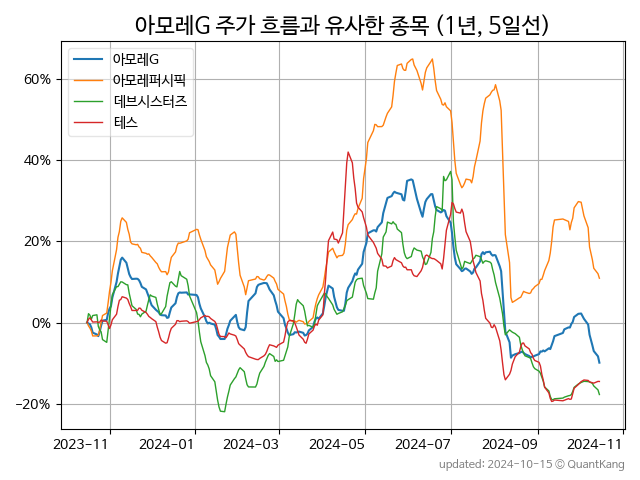 아모레G 주가 흐름과 유사한 종목 (1년, 5일선)
아모레G
아모레퍼시픽
데브시스터즈
테스
60%
40%
20%
0%
−20%
2023-11
2024-01
2024-03
2024-05
2024-07
2024-09
2024-11
updated: 2024-10-15 © QuantKang